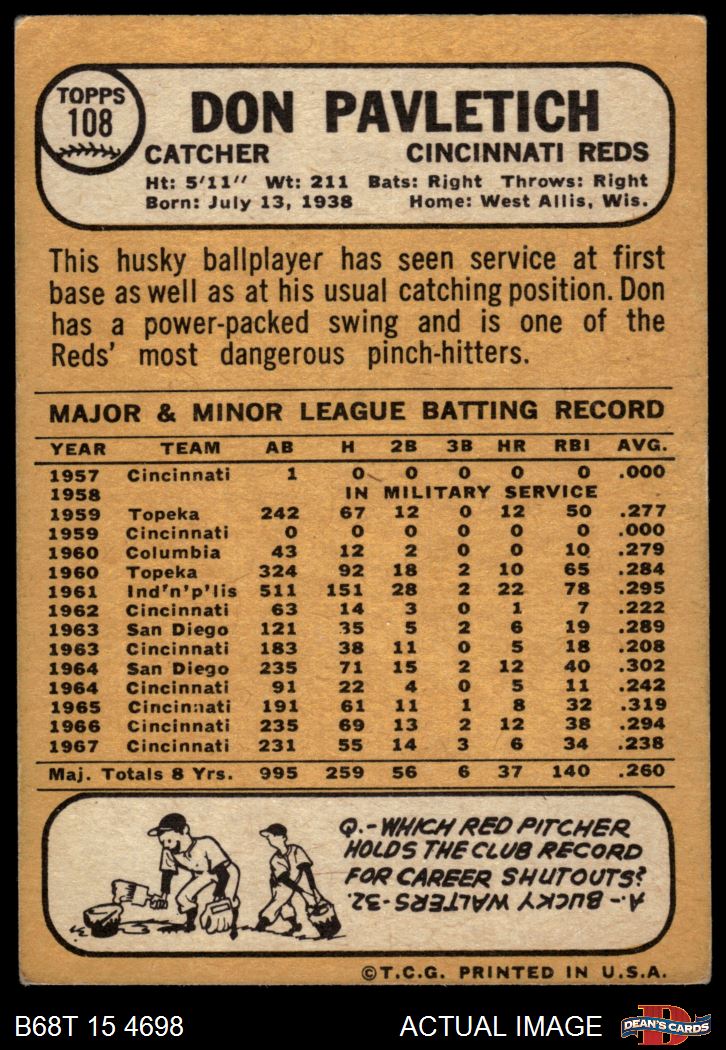 TOPPS
108
DON PAVLETICH
CATCHER CINCINNATI REDS
Ht: 5'11" Wt: 211 Bats: Right Throws: Right
Born: July 13, 1938 Home: West Allis, Wis.
This husky ballplayer has seen service at first
base as well as at his usual catching position. Don
has a power-packed swing and is one of the
Reds' most dangerous pinch-hitters.
MAJOR & MINOR LEAGUE BATTING RECORD
YEAR TEAM AB H 2B 3B HR RBI AVG.
1957 Cincinnati 1 0 0 0 0 0 .000
1958 IN MILITARY SERVICE
1959 Topeka 242 67 12 0 12 50 .277
1959 Cincinnati 0 0 0 0 0 0 .000
1960 Columbia 43 12 2 0 0 10 .279
1960 Topeka 324 92 18 2 10 65 .284
1961 Ind'n'p'lis 511 151 28 2 22 78 .295
1962 Cincinnati 63 14 3 0 1 7 .222
1963 San Diego 121 35 5 2 6 19 .289
1963 Cincinnati 183 38 11 0 5 18 .208
1964 San Diego 235 71 15 2 12 40 .302
1964 Cincinnati 91 22 4 0 5 11 .242
1965 Cincinnati 191 61 11 1 8 32 .319
1966 Cincinnati 235 69 13 2 12 38 .294
1967 Cincinnati 231 55 14 3 6 34 .238
Maj. Totals 8 Yrs. 995 259 56 6 37 140 .260
Q.-WHICH RED PITCHER
HOLDS THE CLUB RECORD
FOR CAREER SHUTOUTS?
A.- BUCKY WALTERS-32.
©T.C.G. PRINTED IN U.S.A.
B68T 15 4698 ACTUAL IMAGE D DEAN'S CARDS